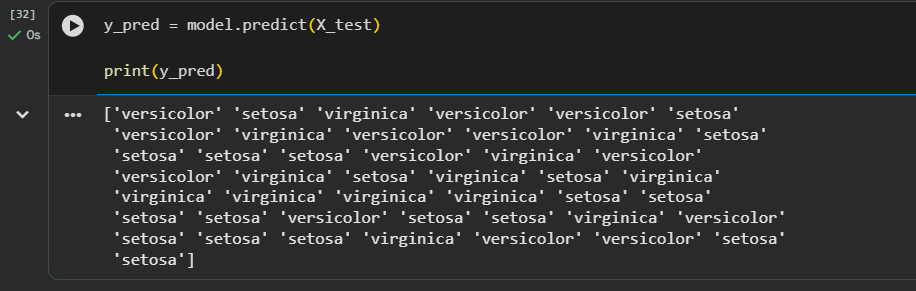 [32]
0s
y_pred = model.predict(X_test)
print(y_pred)
['versicolor' 'setosa' 'virginica' 'versicolor' 'versicolor' 'setosa'
'versicolor' 'virginica' 'versicolor' 'versicolor' 'virginica' 'setosa'
'setosa' 'setosa' 'setosa' 'versicolor' 'virginica' 'versicolor'
'versicolor' 'virginica' 'setosa' 'virginica' 'setosa' 'virginica'
'virginica' 'virginica' 'virginica' 'virginica' 'setosa' 'setosa'
'setosa' 'setosa' 'versicolor' 'setosa' 'setosa' 'virginica' 'versicolor'
'setosa' 'setosa' 'setosa' 'virginica' 'versicolor' 'versicolor' 'setosa'
'setosa']